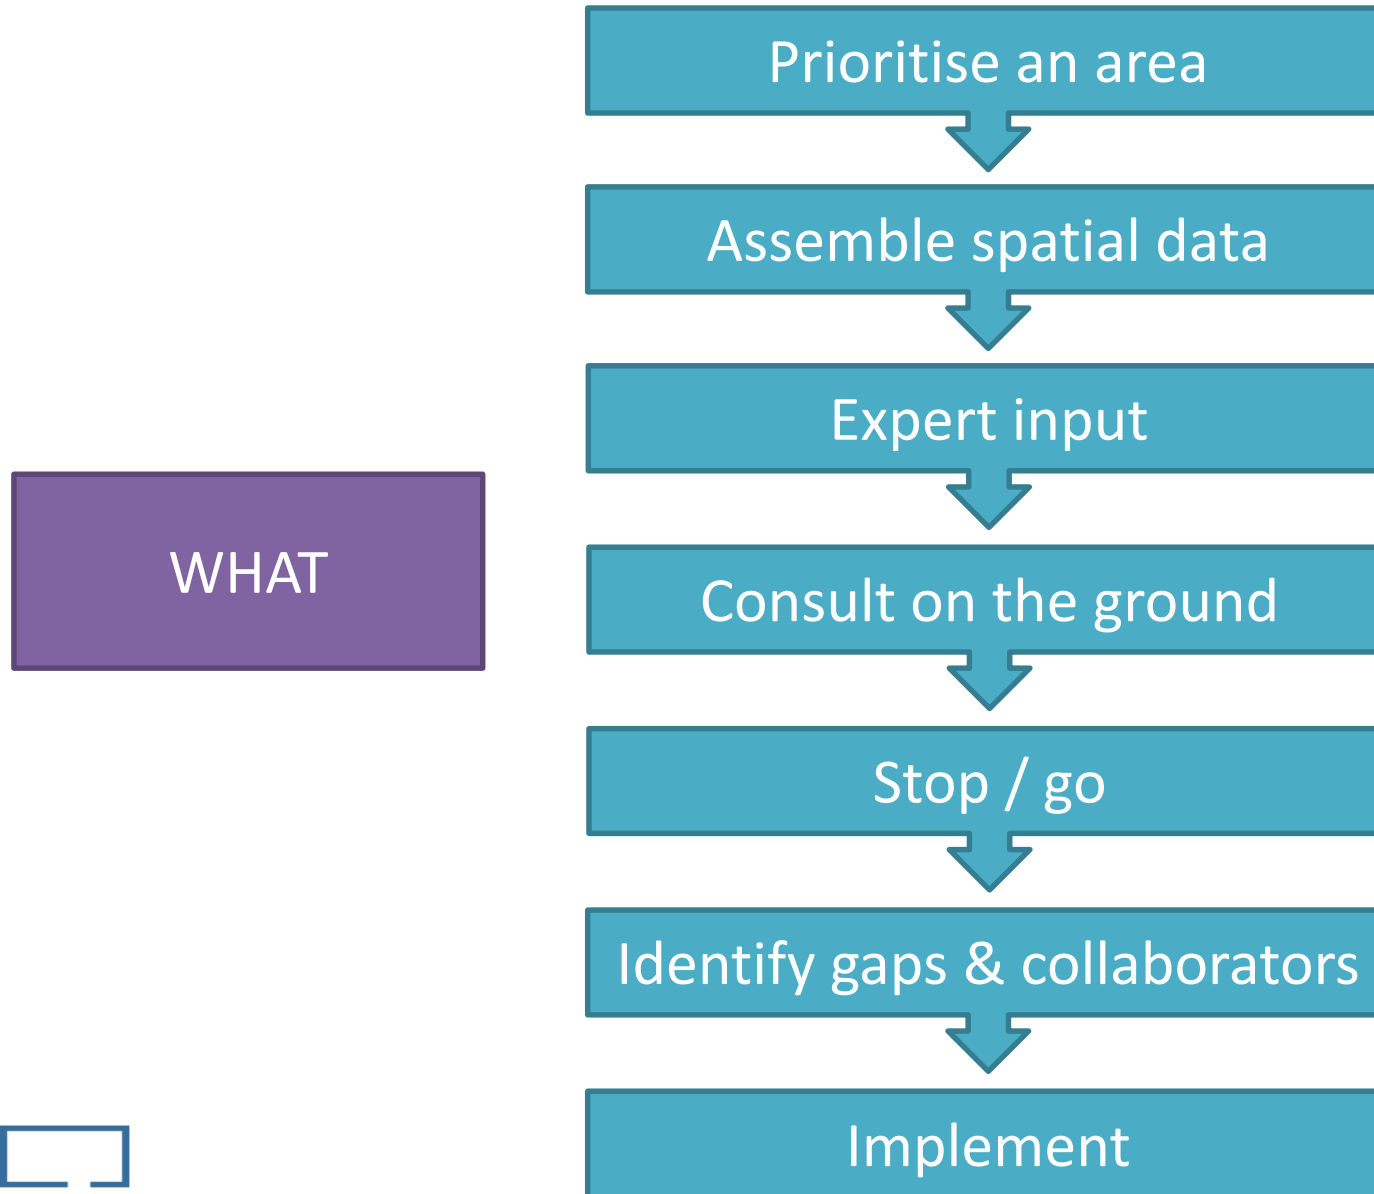 Prioritise an area
Assemble spatial data
Expert input
WHAT
Consult on the ground
Stop / go
Identify gaps & collaborators
Implement